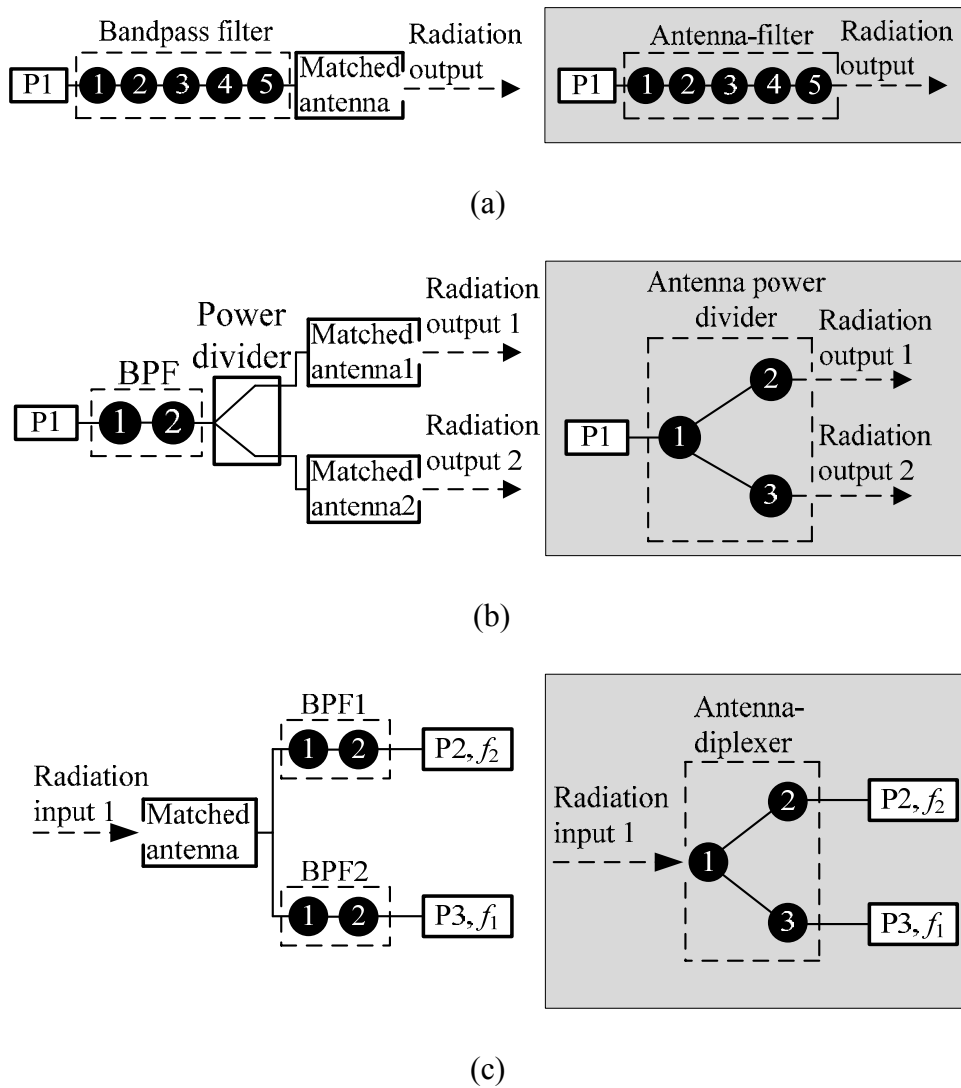 Bandpass filter
Radiation
output
P1
1 2 3 4 5
Matched
antenna
Antenna-filter
Radiation
output
P1
1 2 3 4 5
(a)
Power
divider
BPF
P1
1 2
Matched
antenna1
Radiation
output 1
Matched
antenna2
Radiation
output 2
Antenna power
divider
P1
1
2
3
Radiation
output 1
Radiation
output 2
(b)
Radiation
input 1
Matched
antenna
BPF1
1 2
P2, f2
BPF2
1 2
P3, f1
Antenna-
diplexer
Radiation
input 1
1
2
3
P2, f2
P3, f1
(c)